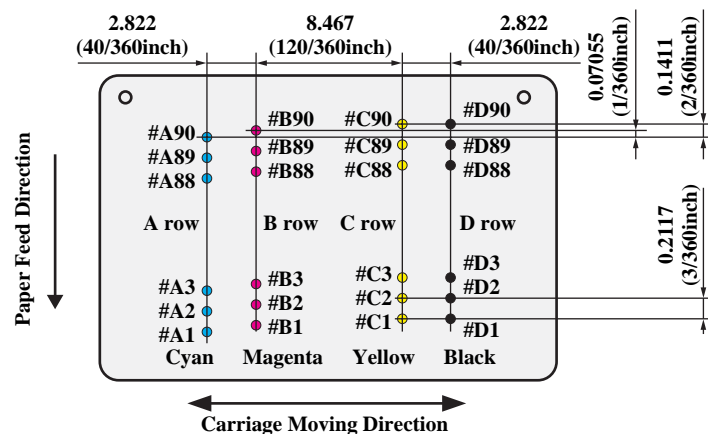 2.822 8.467 2.822
(40/360inch) (120/360inch) (40/360inch)
0.07055
(1/360inch)
0.1411
(2/360inch)
#A90 #B90 #C90 #D90
#A89 #B89 #C89 #D89
#A88 #B88 #C88 #D88
Paper Feed Direction
A row B row C row D row
0.2117
(3/360inch)
#A3 #B3 #C3 #D3
#A2 #B2 #C2 #D2
#A1 #B1 #C1 #D1
Cyan Magenta Yellow Black
Carriage Moving Direction